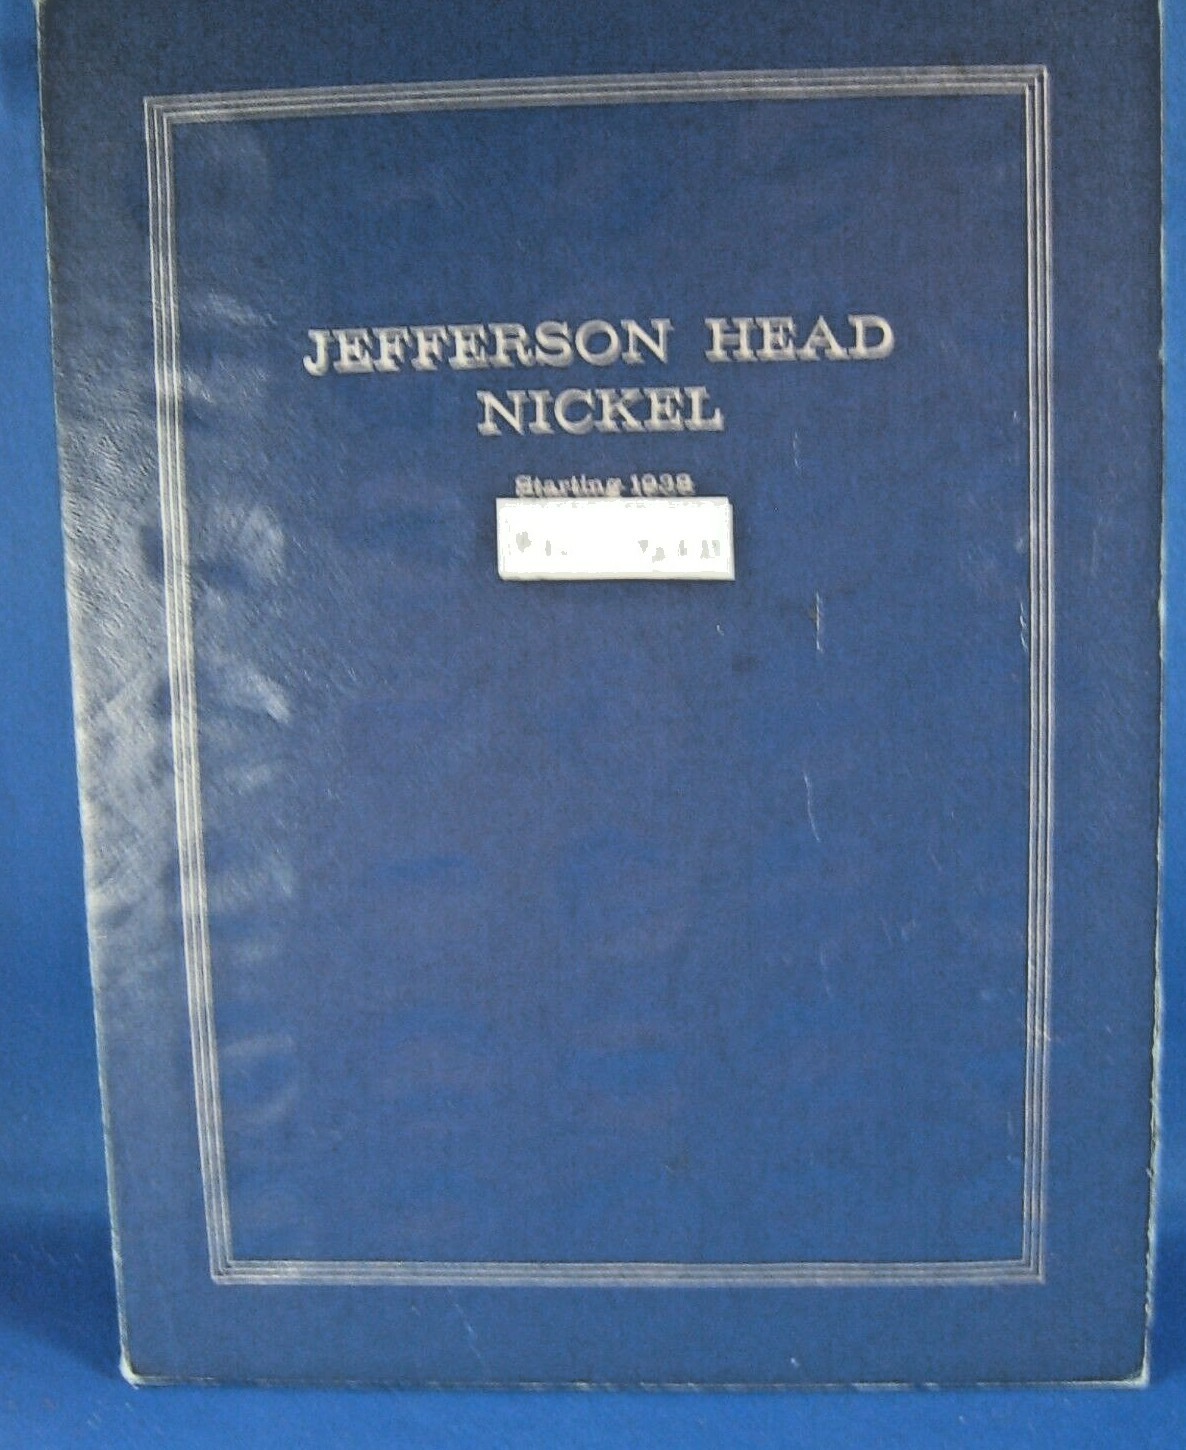 JEFFERSON HEAD
NICKEL
Starting 1938